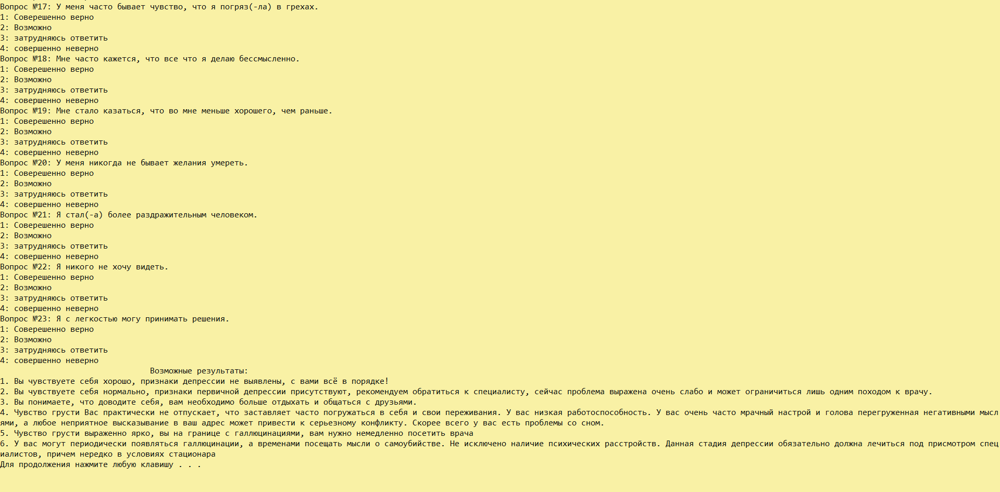 Вопрос №17: У меня часто бывает чувство, что я погряз(-ла) в грехах.
1: Соверешенно верно
2: Возможно
3: затрудняюсь ответить
4: совершенно неверно
Вопрос №18: Мне часто кажется, что все что я делаю бессмысленно.
1: Соверешенно верно
2: Возможно
3: затрудняюсь ответить
4: совершенно неверно
Вопрос №19: Мне стало казаться, что во мне меньше хорошего, чем раньше.
1: Соверешенно верно
2: Возможно
3: затрудняюсь ответить
4: совершенно неверно
Вопрос №20: У меня никогда не бывает желания умереть.
1: Соверешенно верно
2: Возможно
3: затрудняюсь ответить
4: совершенно неверно
Вопрос №21: Я стал(-а) более раздражительным человеком.
1: Соверешенно верно
2: Возможно
3: затрудняюсь ответить
4: совершенно неверно
Вопрос №22: Я никого не хочу видеть.
1: Соверешенно верно
2: Возможно
3: затрудняюсь ответить
4: совершенно неверно
Вопрос №23: Я с легкостью могу принимать решения.
1: Соверешенно верно
2: Возможно
3: затрудняюсь ответить
4: совершенно неверно
Возможные результаты:
1. Вы чувствуете себя хорошо, признаки депрессии не выявлены, с вами всё в порядке!
2. Вы чувствуете себя нормально, признаки первичной депрессии присутствуют, рекомендуем обратиться к специалисту, сейчас проблема выражена очень слабо и может ограничиться лишь одним походом к врачу.
3. Вы понимаете, что доводите себя, вам необходимо больше отдыхать и общаться с друзьями.
4. Чувство грусти Вас практически не отпускает, что заставляет часто погружаться в себя и свои переживания. У вас низкая работоспособность. У вас очень часто мрачный настрой и голова перегруженная негативными мысл
ями, а любое неприятное высказывание в ваш адрес может привести к серьезному конфликту. Скорее всего у вас есть проблемы со сном.
5. Чувство грусти выраженно ярко, вы на границе с галлюцинациями, вам нужно немедленно посетить врача
6. У вас могут периодически появляться галлюцинации, а временами посещать мысли о самоубийстве. Не исключено наличие психических расстройств. Данная стадия депрессии обязательно должна лечиться под присмотром спец
иалистов, причем нередко в условиях стационара
Для продолжения нажмите любую клавишу . . .